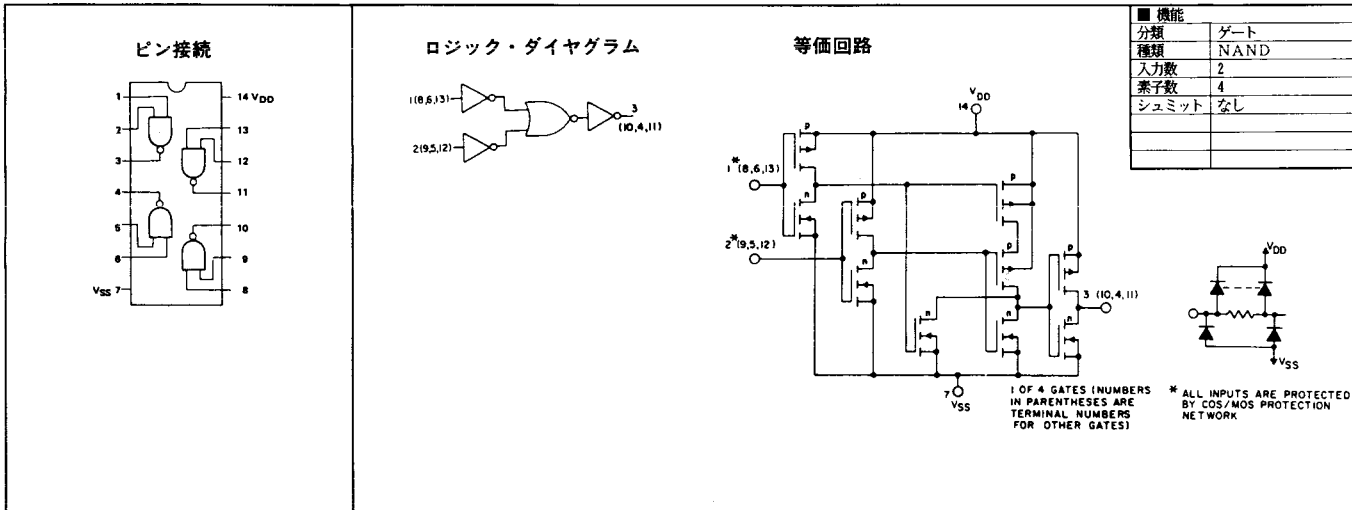 ピン接続
1
2
3
4
5
6
VSS 7
14 VDD
13
12
11
10
9
8
ロジック・ダイヤグラム
1(8,6,13)
2(9,5,12)
3
(10,4,11)
等価回路
VDD
14
p
p
1*(8,6,13)
n
p
p
2*(9,5,12)
n
p
p
3 (10,4,11)
n
n
n
7
VSS
1 OF 4 GATES (NUMBERS
IN PARENTHESES ARE
TERMINAL NUMBERS
FOR OTHER GATES)
VDD
VSS
* ALL INPUTS ARE PROTECTED
BY COS/MOS PROTECTION
NETWORK
■ 機能
分類 ゲート
種類 NAND
入力数 2
素子数 4
シュミット なし